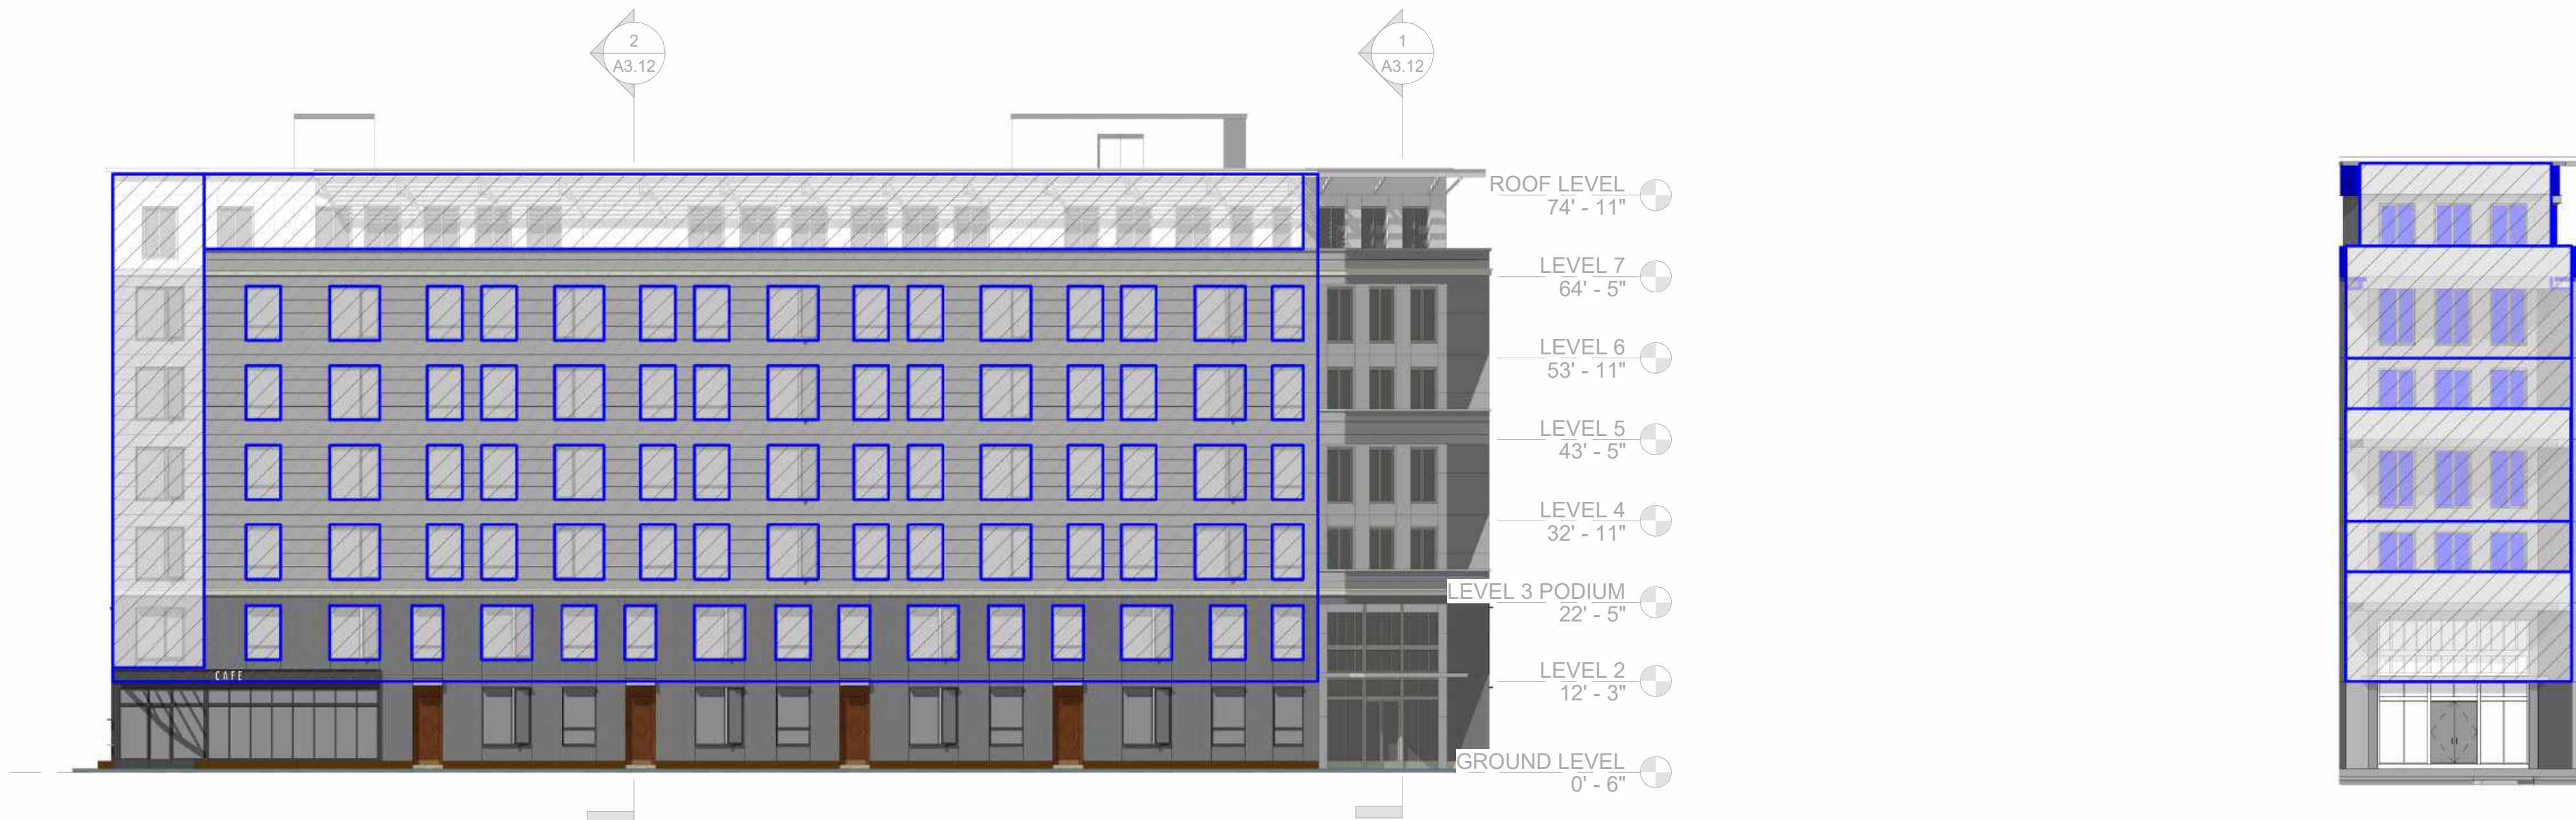 2
A3.12
1
A3.12
ROOF LEVEL
74' - 11"
LEVEL 7
64' - 5"
LEVEL 6
53' - 11"
LEVEL 5
43' - 5"
LEVEL 4
32' - 11"
LEVEL 3 PODIUM
22' - 5"
CAFE
LEVEL 2
12' - 3"
GROUND LEVEL
0' - 6"